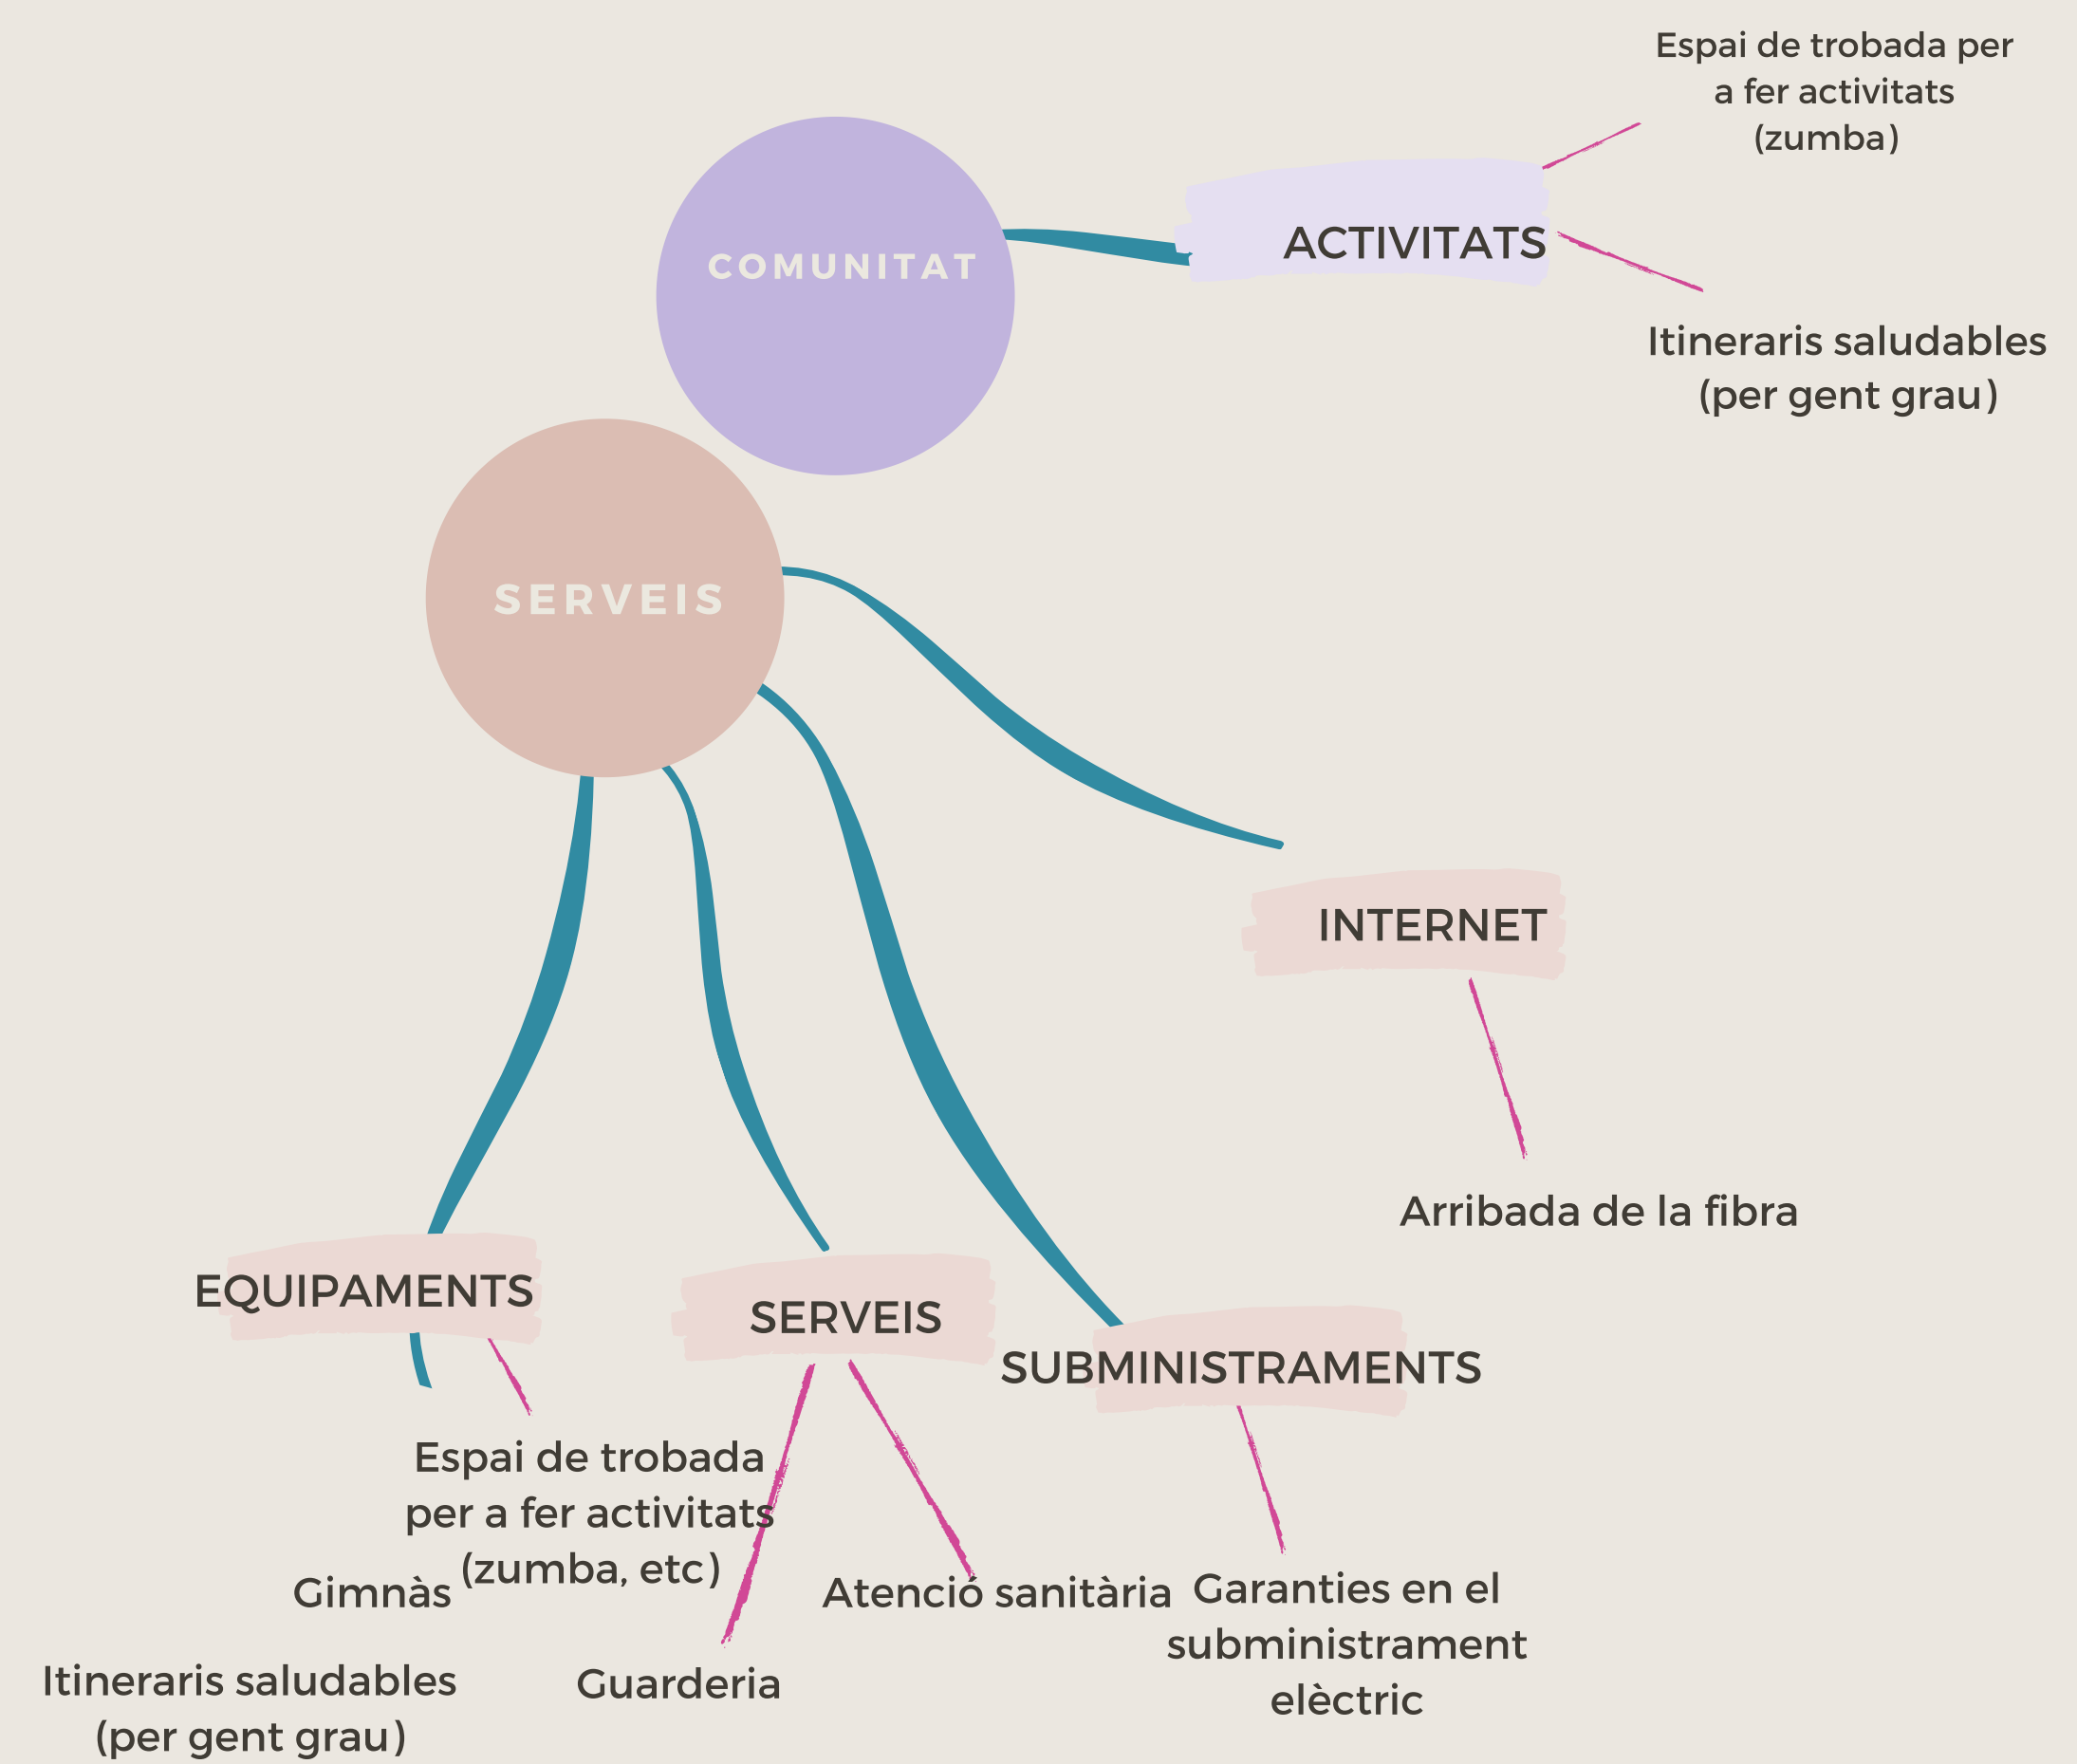 Espai de trobada per
a fer activitats
(zumba)
COMUNITAT
ACTIVITATS
Itineraris saludables
(per gent grau)
SERVEIS
INTERNET
Arribada de la fibra
EQUIPAMENTS
SERVEIS
SUBMINISTRAMENTS
Espai de trobada
per a fer activitats
(zumba, etc)
Gimnàs
Atenció sanitària
Garanties en el
subministrament
elèctric
Itineraris saludables
(per gent grau)
Guarderia